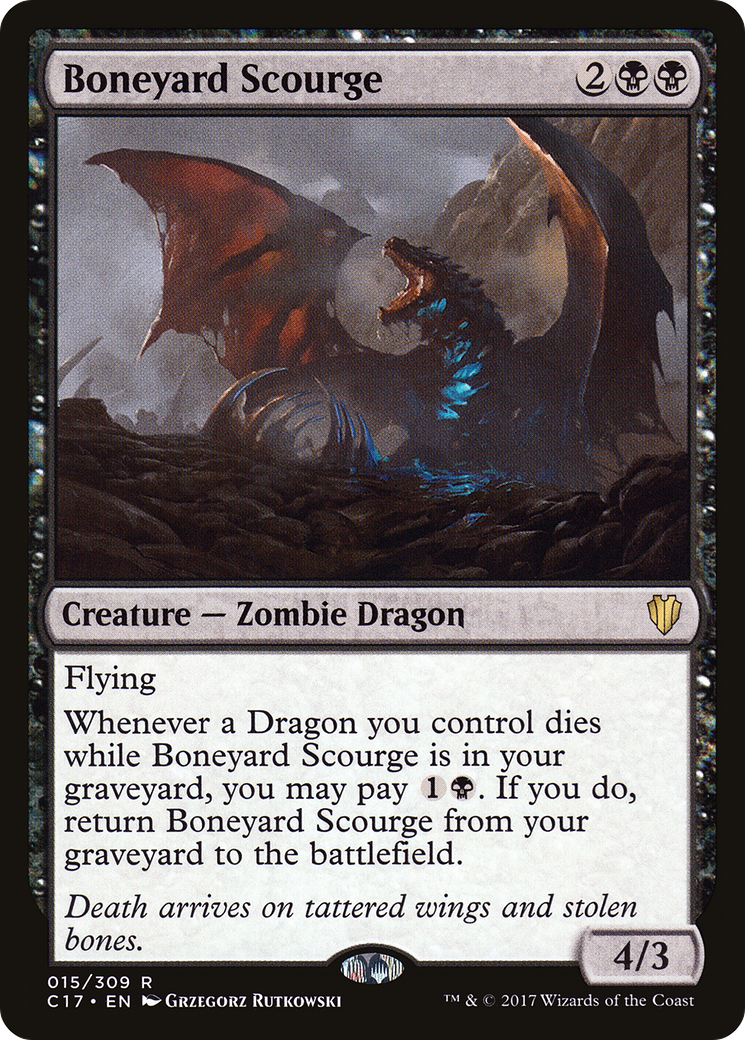 Boneyard Scourge 2
Creature — Zombie Dragon
Flying
Whenever a Dragon you control dies
while Boneyard Scourge is in your
graveyard, you may pay 1. If you do,
return Boneyard Scourge from your
graveyard to the battlefield.
Death arrives on tattered wings and stolen
bones.
4/3
015/309 R
C17 • EN Grzegorz Rutkowski
™ & © 2017 Wizards of the Coast